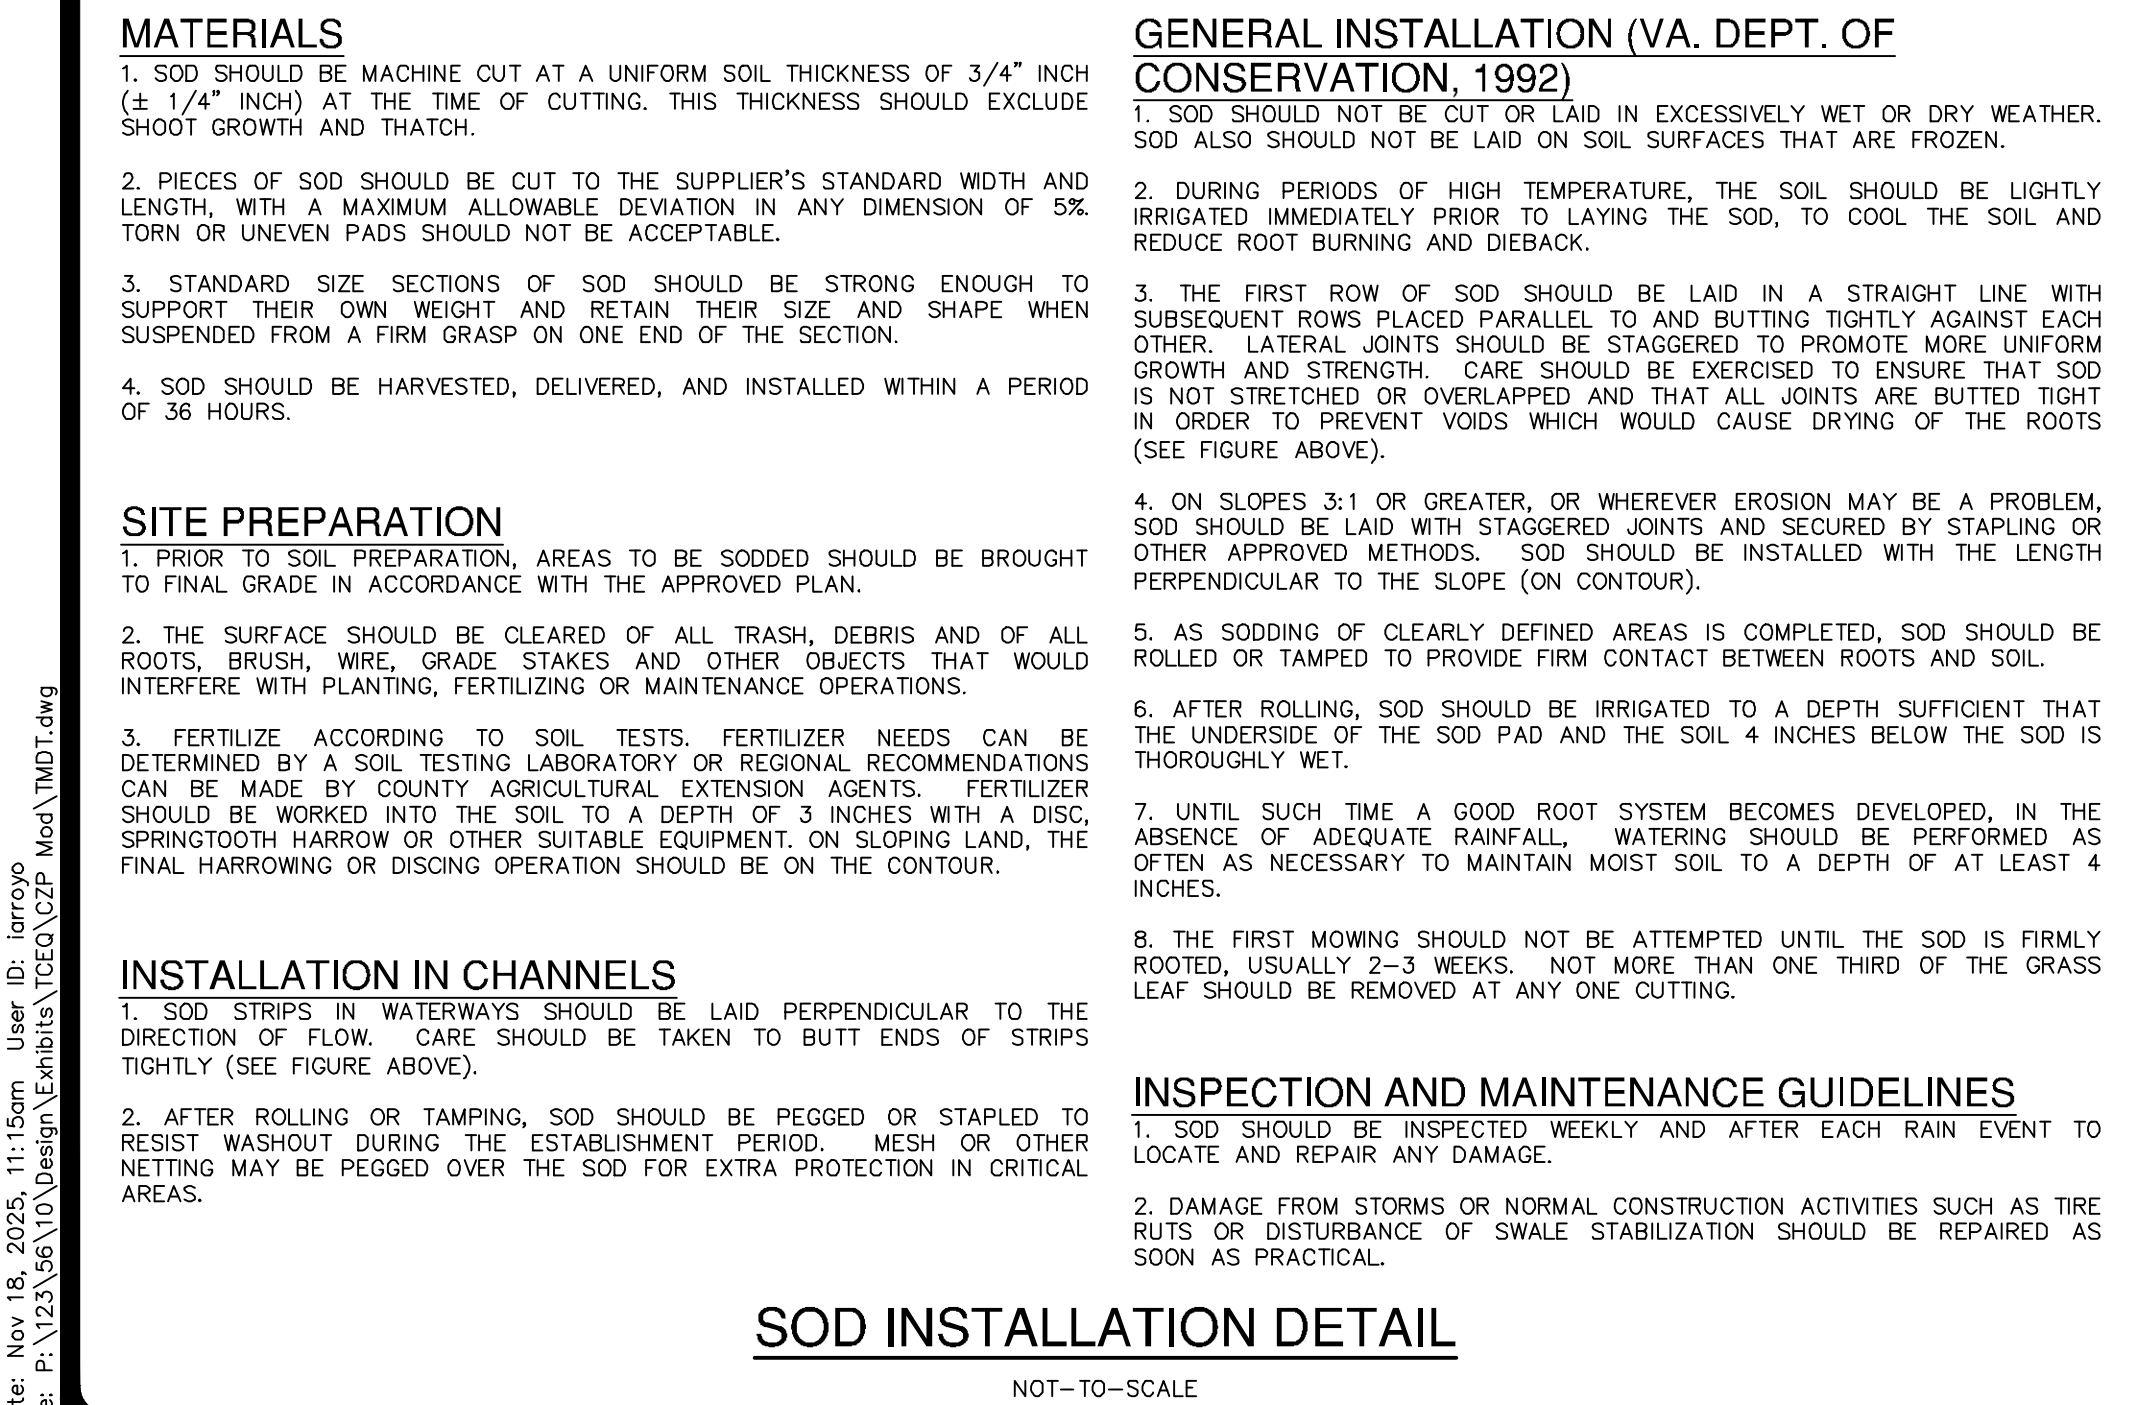 MATERIALS
1. SOD SHOULD BE MACHINE CUT AT A UNIFORM SOIL THICKNESS OF 3/4" INCH
(± 1/4" INCH) AT THE TIME OF CUTTING. THIS THICKNESS SHOULD EXCLUDE
SHOOT GROWTH AND THATCH.
2. PIECES OF SOD SHOULD BE CUT TO THE SUPPLIER'S STANDARD WIDTH AND
LENGTH, WITH A MAXIMUM ALLOWABLE DEVIATION IN ANY DIMENSION OF 5%.
TORN OR UNEVEN PADS SHOULD NOT BE ACCEPTABLE.
3. STANDARD SIZE SECTIONS OF SOD SHOULD BE STRONG ENOUGH TO
SUPPORT THEIR OWN WEIGHT AND RETAIN THEIR SIZE AND SHAPE WHEN
SUSPENDED FROM A FIRM GRASP ON ONE END OF THE SECTION.
4. SOD SHOULD BE HARVESTED, DELIVERED, AND INSTALLED WITHIN A PERIOD
OF 36 HOURS.
SITE PREPARATION
1. PRIOR TO SOIL PREPARATION, AREAS TO BE SODDED SHOULD BE BROUGHT
TO FINAL GRADE IN ACCORDANCE WITH THE APPROVED PLAN.
2. THE SURFACE SHOULD BE CLEARED OF ALL TRASH, DEBRIS AND OF ALL
ROOTS, BRUSH, WIRE, GRADE STAKES AND OTHER OBJECTS THAT WOULD
INTERFERE WITH PLANTING, FERTILIZING OR MAINTENANCE OPERATIONS.
3. FERTILIZE ACCORDING TO SOIL TESTS. FERTILIZER NEEDS CAN BE
DETERMINED BY A SOIL TESTING LABORATORY OR REGIONAL RECOMMENDATIONS
CAN BE MADE BY COUNTY AGRICULTURAL EXTENSION AGENTS. FERTILIZER
SHOULD BE WORKED INTO THE SOIL TO A DEPTH OF 3 INCHES WITH A DISC,
SPRINGTOOTH HARROW OR OTHER SUITABLE EQUIPMENT. ON SLOPING LAND, THE
FINAL HARROWING OR DISCING OPERATION SHOULD BE ON THE CONTOUR.
INSTALLATION IN CHANNELS
1. SOD STRIPS IN WATERWAYS SHOULD BE LAID PERPENDICULAR TO THE
DIRECTION OF FLOW. CARE SHOULD BE TAKEN TO BUTT ENDS OF STRIPS
TIGHTLY (SEE FIGURE ABOVE).
2. AFTER ROLLING OR TAMPING, SOD SHOULD BE PEGGED OR STAPLED TO
RESIST WASHOUT DURING THE ESTABLISHMENT PERIOD. MESH OR OTHER
NETTING MAY BE PEGGED OVER THE SOD FOR EXTRA PROTECTION IN CRITICAL
AREAS.
GENERAL INSTALLATION (VA. DEPT. OF
CONSERVATION, 1992)
1. SOD SHOULD NOT BE CUT OR LAID IN EXCESSIVELY WET OR DRY WEATHER.
SOD ALSO SHOULD NOT BE LAID ON SOIL SURFACES THAT ARE FROZEN.
2. DURING PERIODS OF HIGH TEMPERATURE, THE SOIL SHOULD BE LIGHTLY
IRRIGATED IMMEDIATELY PRIOR TO LAYING THE SOD, TO COOL THE SOIL AND
REDUCE ROOT BURNING AND DIEBACK.
3. THE FIRST ROW OF SOD SHOULD BE LAID IN A STRAIGHT LINE WITH
SUBSEQUENT ROWS PLACED PARALLEL TO AND BUTTING TIGHTLY AGAINST EACH
OTHER. LATERAL JOINTS SHOULD BE STAGGERED TO PROMOTE MORE UNIFORM
GROWTH AND STRENGTH. CARE SHOULD BE EXERCISED TO ENSURE THAT SOD
IS NOT STRETCHED OR OVERLAPPED AND THAT ALL JOINTS ARE BUTTED TIGHT
IN ORDER TO PREVENT VOIDS WHICH WOULD CAUSE DRYING OF THE ROOTS
(SEE FIGURE ABOVE).
4. ON SLOPES 3:1 OR GREATER, OR WHEREVER EROSION MAY BE A PROBLEM,
SOD SHOULD BE LAID WITH STAGGERED JOINTS AND SECURED BY STAPLING OR
OTHER APPROVED METHODS. SOD SHOULD BE INSTALLED WITH THE LENGTH
PERPENDICULAR TO THE SLOPE (ON CONTOUR).
5. AS SODDING OF CLEARLY DEFINED AREAS IS COMPLETED, SOD SHOULD BE
ROLLED OR TAMPED TO PROVIDE FIRM CONTACT BETWEEN ROOTS AND SOIL.
6. AFTER ROLLING, SOD SHOULD BE IRRIGATED TO A DEPTH SUFFICIENT THAT
THE UNDERSIDE OF THE SOD PAD AND THE SOIL 4 INCHES BELOW THE SOD IS
THOROUGHLY WET.
7. UNTIL SUCH TIME A GOOD ROOT SYSTEM BECOMES DEVELOPED, IN THE
ABSENCE OF ADEQUATE RAINFALL, WATERING SHOULD BE PERFORMED AS
OFTEN AS NECESSARY TO MAINTAIN MOIST SOIL TO A DEPTH OF AT LEAST 4
INCHES.
8. THE FIRST MOWING SHOULD NOT BE ATTEMPTED UNTIL THE SOD IS FIRMLY
ROOTED, USUALLY 2-3 WEEKS. NOT MORE THAN ONE THIRD OF THE GRASS
LEAF SHOULD BE REMOVED AT ANY ONE CUTTING.
INSPECTION AND MAINTENANCE GUIDELINES
1. SOD SHOULD BE INSPECTED WEEKLY AND AFTER EACH RAIN EVENT TO
LOCATE AND REPAIR ANY DAMAGE.
2. DAMAGE FROM STORMS OR NORMAL CONSTRUCTION ACTIVITIES SUCH AS TIRE
RUTS OR DISTURBANCE OF SWALE STABILIZATION SHOULD BE REPAIRED AS
SOON AS PRACTICAL.
SOD INSTALLATION DETAIL
NOT-TO-SCALE
te: Nov 18, 2025, 11:15am User ID: iarroyo
e: P:\123\56\10\Design\Exhibits\TCEQ\CZP Mod\TMDT.dwg